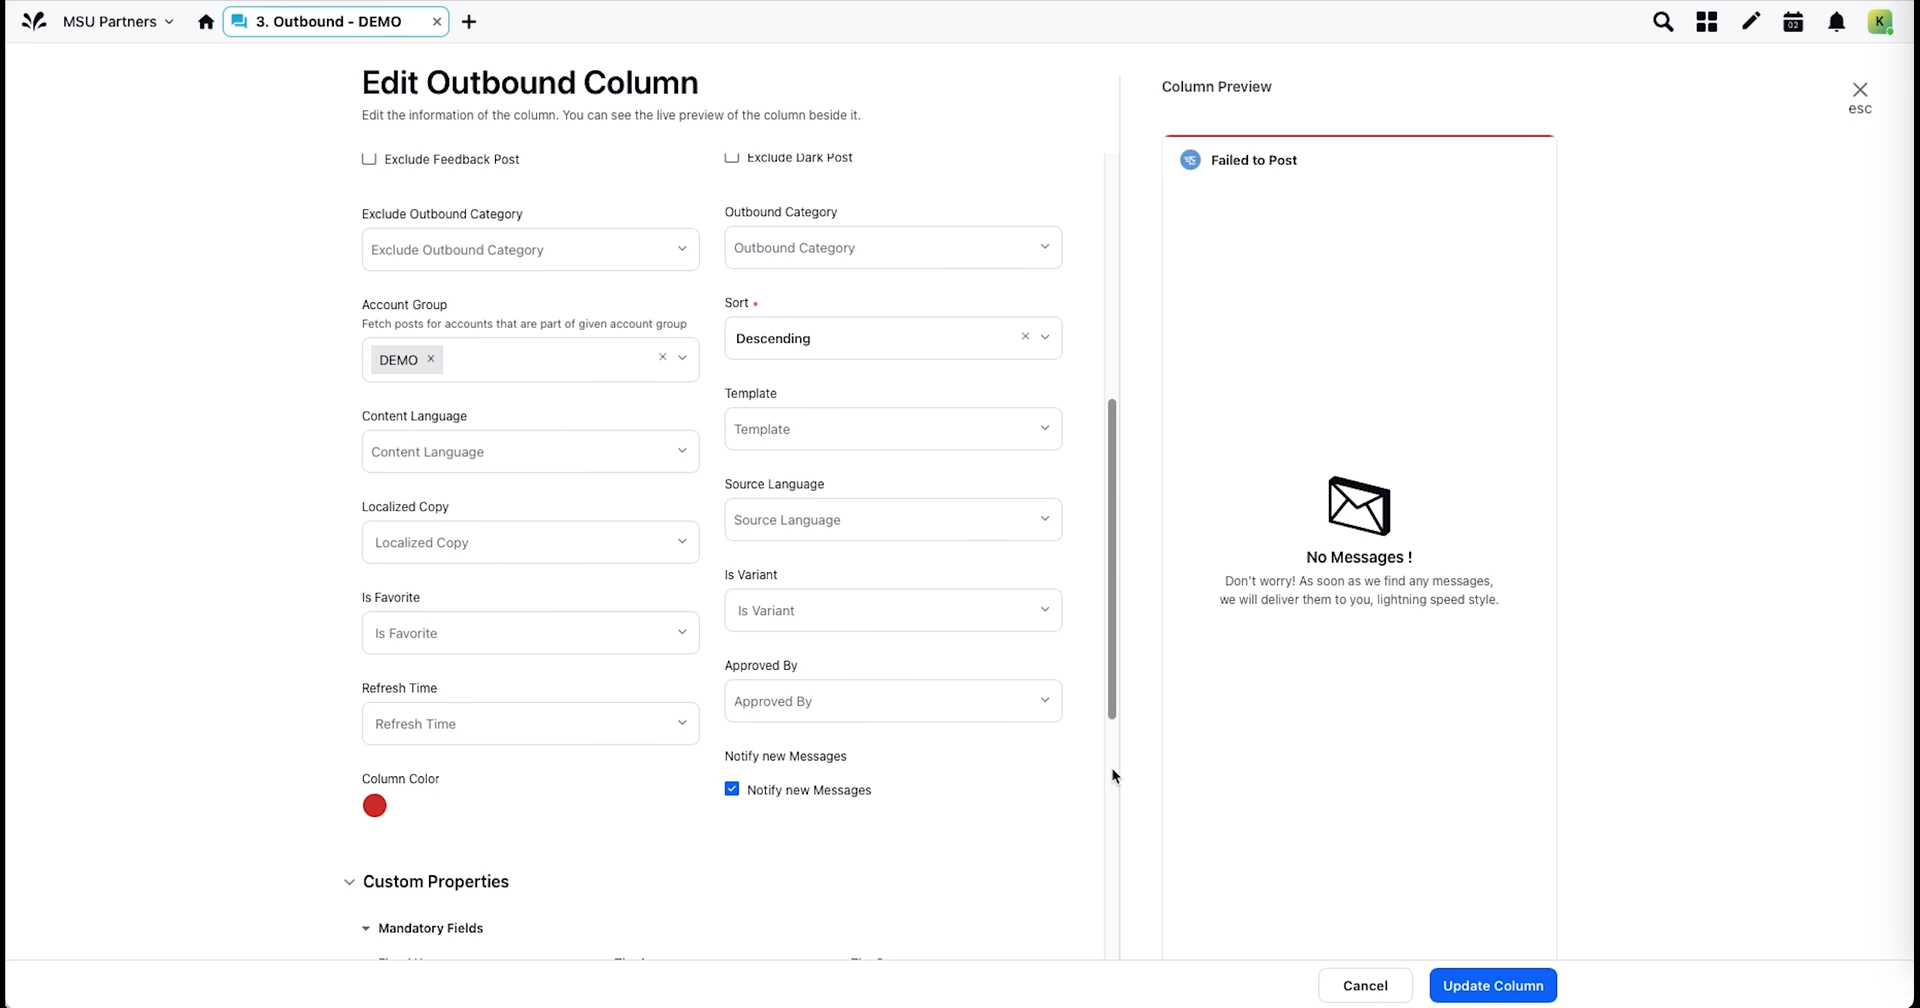 MSU Partners
3. Outbound - DEMO
02
K
Edit Outbound Column
Edit the information of the column. You can see the live preview of the column beside it.
Column Preview
esc
Exclude Feedback Post
Exclude Dark Post
Failed to Post
Exclude Outbound Category
Exclude Outbound Category
Outbound Category
Outbound Category
Account Group
Fetch posts for accounts that are part of given account group
DEMO
Sort
Descending
Content Language
Content Language
Template
Template
Localized Copy
Localized Copy
Source Language
Source Language
Is Favorite
Is Favorite
Is Variant
Is Variant
Refresh Time
Refresh Time
Approved By
Approved By
Column Color
Notify new Messages
Notify new Messages
No Messages !
Don't worry! As soon as we find any messages,
we will deliver them to you, lightning speed style.
Custom Properties
Mandatory Fields
Cancel
Update Column